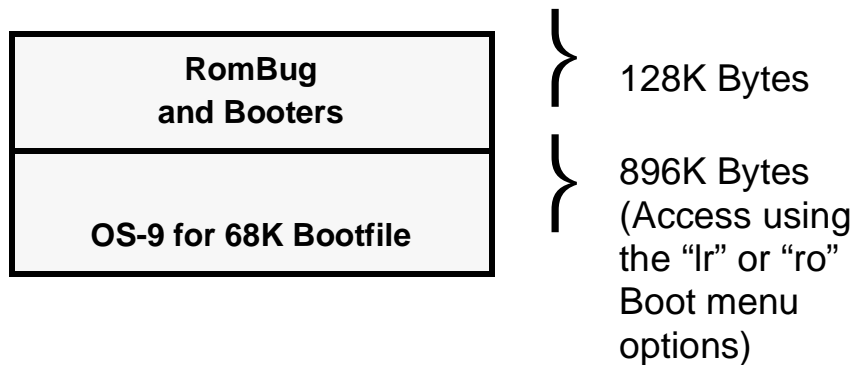 RomBug
and Booters
128K Bytes
OS-9 for 68K Bootfile
896K Bytes
(Access using
the “lr” or “ro”
Boot menu
options)